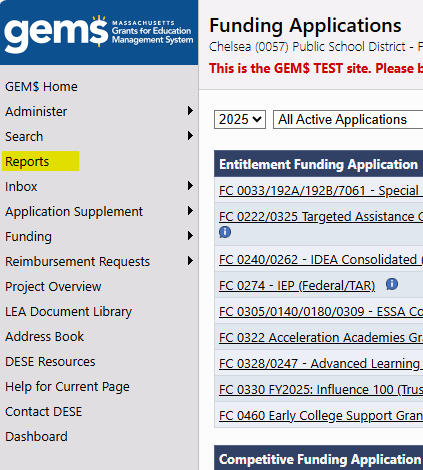 gem$
MASSACHUSETTS
Grants for Education
Management System
GEM$ Home
Administer
Search
Reports
Inbox
Application Supplement
Funding
Reimbursement Requests
Project Overview
LEA Document Library
Address Book
DESE Resources
Help for Current Page
Contact DESE
Dashboard
Funding Applications
Chelsea (0057) Public School District -
This is the GEM$ TEST site. Please
2025
All Active Applications
Entitlement Funding Application
FC 0033/192A/192B/7061 - Special
FC 0222/0325 Targeted Assistance
FC 0240/0262 - IDEA Consolidated
FC 0274 - IEP (Federal/TAR)
FC 0305/0140/0180/0309 - ESSA Co
FC 0322 Acceleration Academies Gr
FC 0328/0247 - Advanced Learning
FC 0330 FY2025: Influence 100 (Trus
FC 0460 Early College Support Gran
Competitive Funding Application